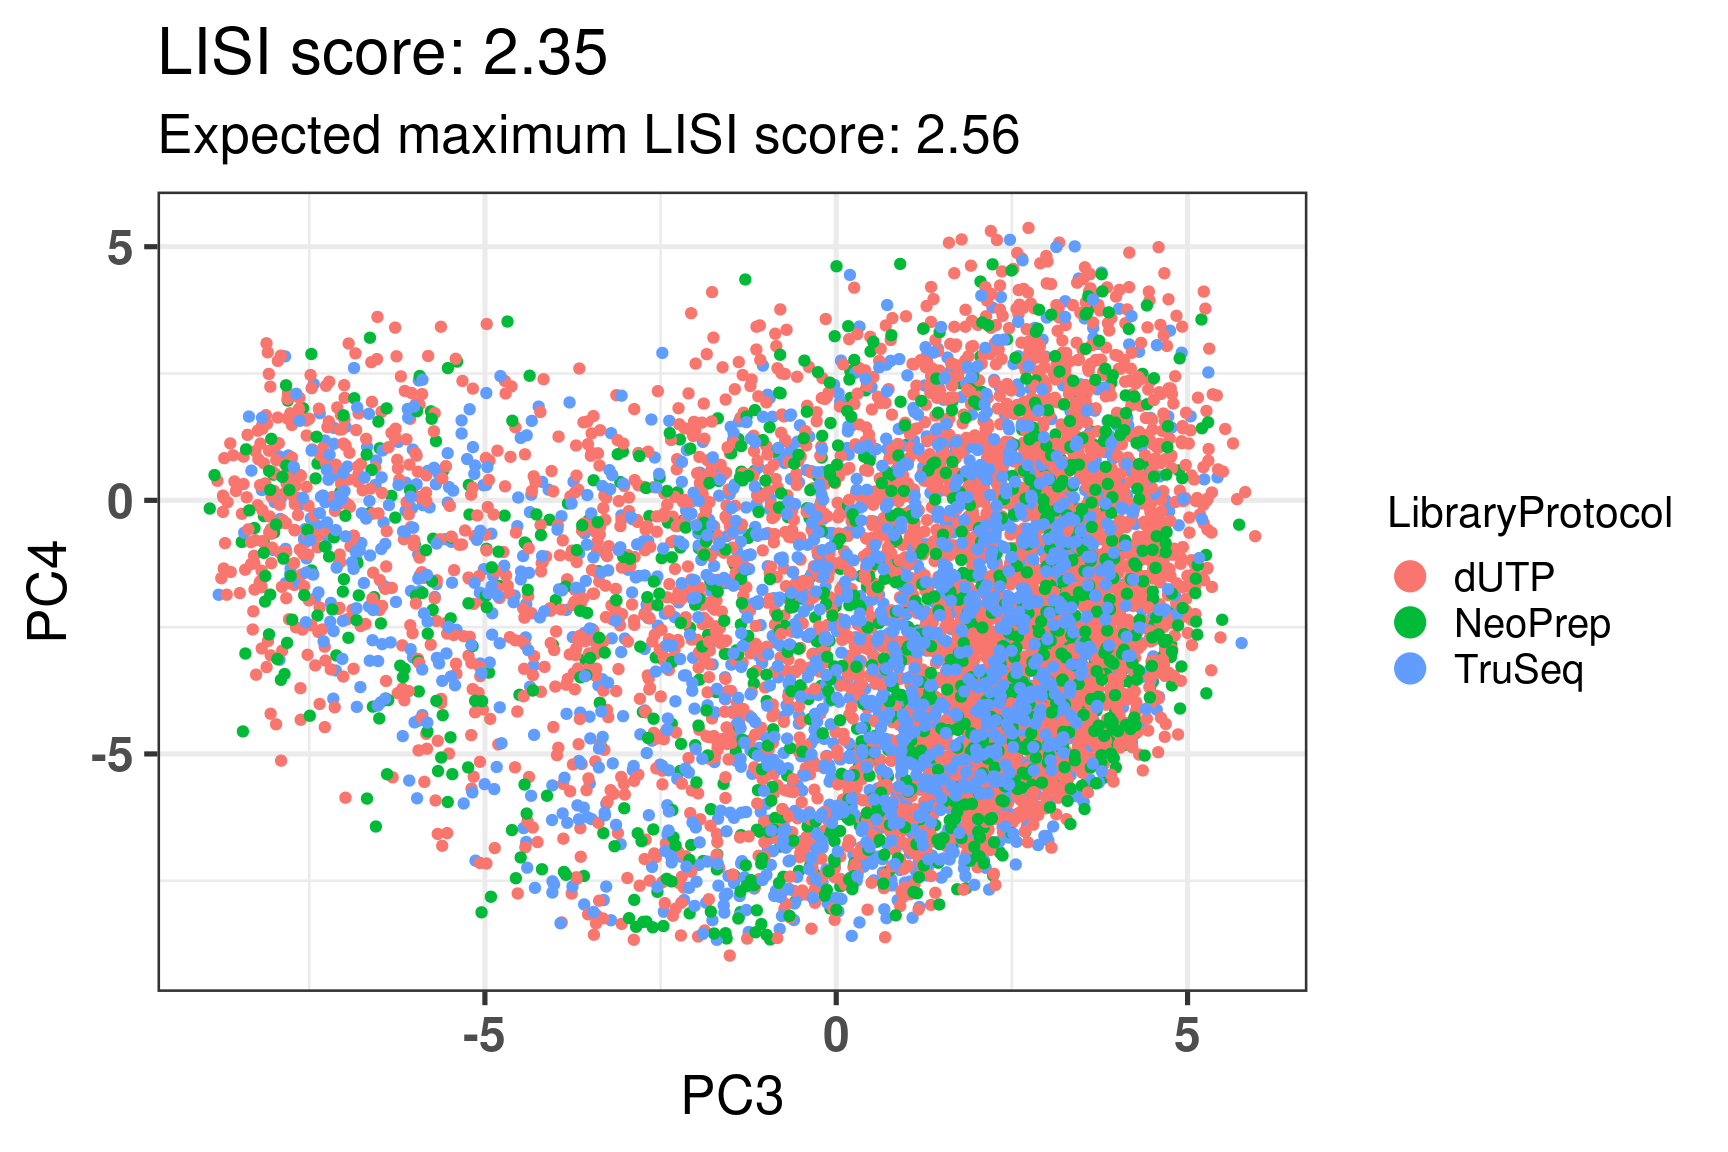 LISI score: 2.35
Expected maximum LISI score: 2.56
5
0
-5
PC4
-5
0
5
PC3
LibraryProtocol
dUTP
NeoPrep
TruSeq